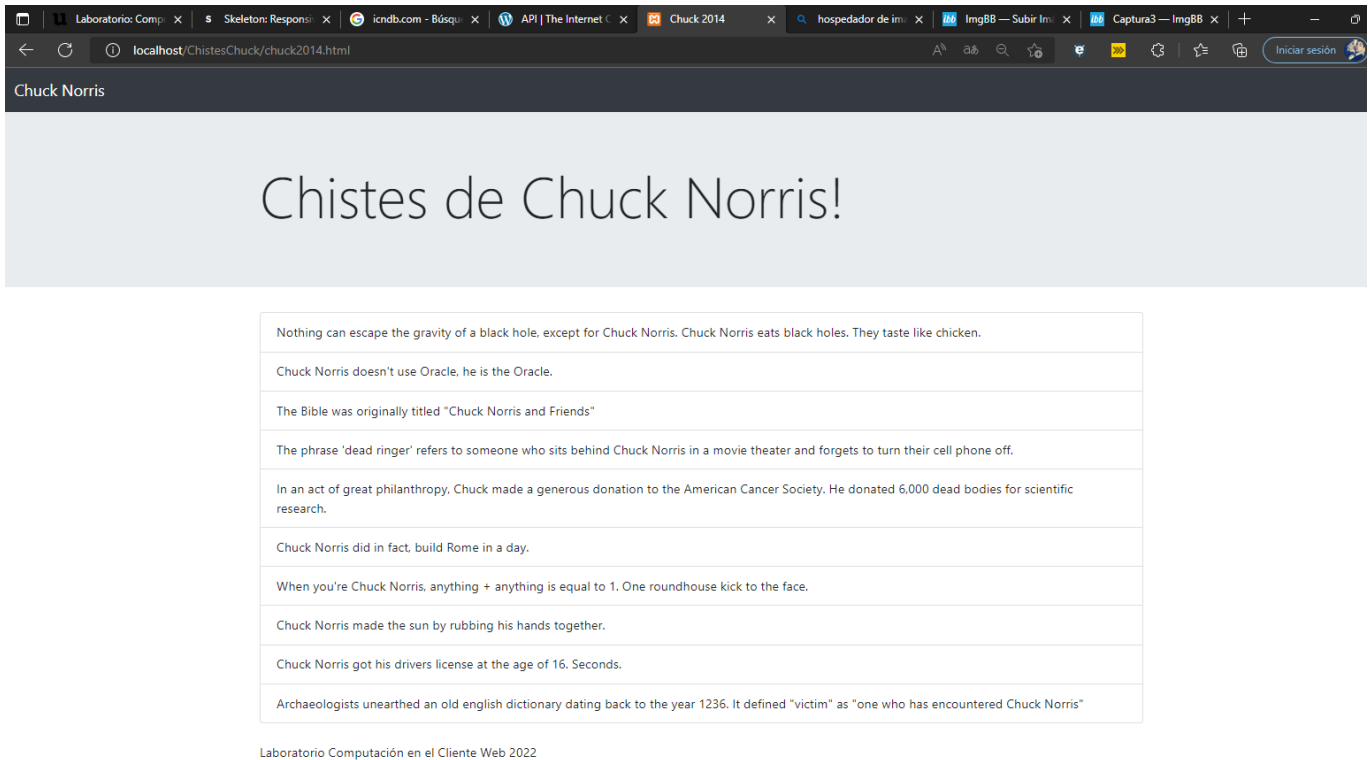 Laboratorio: Comp
Skeleton: Responsi
icndb.com - Búsqu
API | The Internet C
Chuck 2014
hospedador de ima
ImgBB — Subir Ima
Captura3 — ImgBB
localhost/ChistesChuck/chuck2014.html
Iniciar sesión
Chuck Norris
Chistes de Chuck Norris!
Nothing can escape the gravity of a black hole, except for Chuck Norris. Chuck Norris eats black holes. They taste like chicken.
Chuck Norris doesn't use Oracle, he is the Oracle.
The Bible was originally titled "Chuck Norris and Friends"
The phrase 'dead ringer' refers to someone who sits behind Chuck Norris in a movie theater and forgets to turn their cell phone off.
In an act of great philanthropy, Chuck made a generous donation to the American Cancer Society. He donated 6,000 dead bodies for scientific
research.
Chuck Norris did in fact, build Rome in a day.
When you're Chuck Norris, anything + anything is equal to 1. One roundhouse kick to the face.
Chuck Norris made the sun by rubbing his hands together.
Chuck Norris got his drivers license at the age of 16. Seconds.
Archaeologists unearthed an old english dictionary dating back to the year 1236. It defined "victim" as "one who has encountered Chuck Norris"
Laboratorio Computación en el Cliente Web 2022